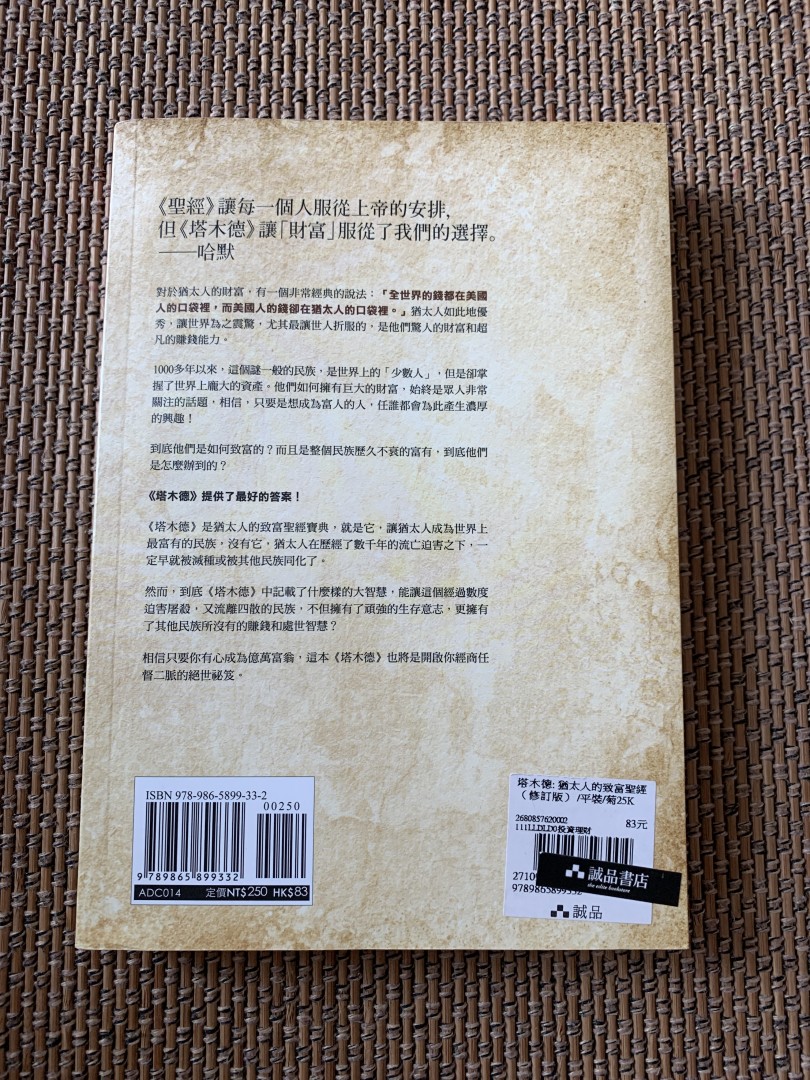 《聖經》讓每一個人服從上帝的安排,
但《塔木德》讓「財富」服從了我們的選擇。
——哈默
對於猶太人的財富，有一個非常經典的說法：「全世界的錢都在美國
人的口袋裡，而美國人的錢卻在猶太人的口袋裡。」猶太人如此地優
秀，讓世界為之震驚，尤其最讓世人折服的，是他們驚人的財富和超
凡的賺錢能力。
1000多年以來，這個謎一般的民族，是世界上的「少數人」，但是卻掌
握了世界上龐大的資產。他們如何擁有巨大的財富，始終是眾人非常
關注的話題，相信，只要是想成為富人的人，任誰都會為此產生濃厚
的興趣！
到底他們是如何致富的？而且是整個民族歷久不衰的富有，到底他們
是怎麼辦到的？
《塔木德》提供了最好的答案！
《塔木德》是猶太人的致富聖經寶典，就是它，讓猶太人成為世界上
最富有的民族，沒有它，猶太人在歷經了數千年的流亡迫害之下，一
定早就被滅種或被其他民族同化了。
然而，到底《塔木德》中記載了什麼樣的大智慧，能讓這個經過數度
迫害屠殺，又流離四散的民族，不但擁有了頑強的生存意志，更擁有
了其他民族所沒有的賺錢和處世智慧？
相信只要你有心成為億萬富翁，這本《塔木德》也將是開啟你經商任
督二脈的絕世祕笈。
ISBN 978-986-5899-33-2
00250
9 789865 899332
ADC014 定價NT$250 HK$83
塔木德: 猶太人的致富聖經
（修訂版） /平裝/菊25K
2680857620002 83元
111LLDLD0投資理財
誠品書店
the eslite bookstore
27109
9789865899332
誠品